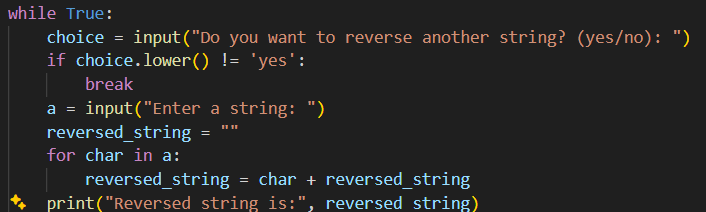 while True:
    choice = input("Do you want to reverse another string? (yes/no): ")
    if choice.lower() != 'yes':
        break
    a = input("Enter a string: ")
    reversed_string = ""
    for char in a:
        reversed_string = char + reversed_string
    print("Reversed string is:", reversed_string)